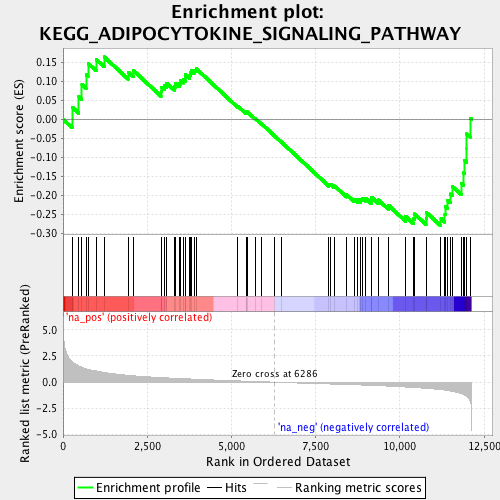 Enrichment plot:
KEGG_ADIPOCYTOKINE_SIGNALING_PATHWAY
Enrichment score (ES)
0.15
0.10
0.05
0.00
-0.05
-0.10
-0.15
-0.20
-0.25
-0.30
'na_pos' (positively correlated)
Ranked list metric (PreRanked)
5.0
2.5
0.0
-2.5
-5.0
Zero cross at 6286
'na_neg' (negatively correlated)
0
2,500
5,000
7,500
10,000
12,500
Rank in Ordered Dataset
Enrichment profile
Hits
Ranking metric scores